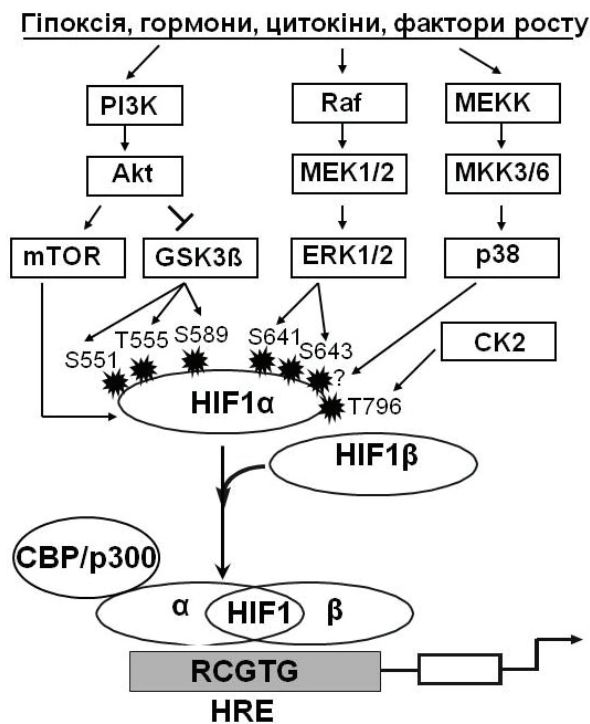 Гіпоксія, гормони, цитокіни, фактори росту
PI3K Raf MEKK
Akt MEK1/2 MKK3/6
mTOR GSK3ß ERK1/2 p38
S551 T555 S589 S641 S643 ? CK2
T796
HIF1α
HIF1β
CBP/p300
α HIF1 β
RCGTG
HRE